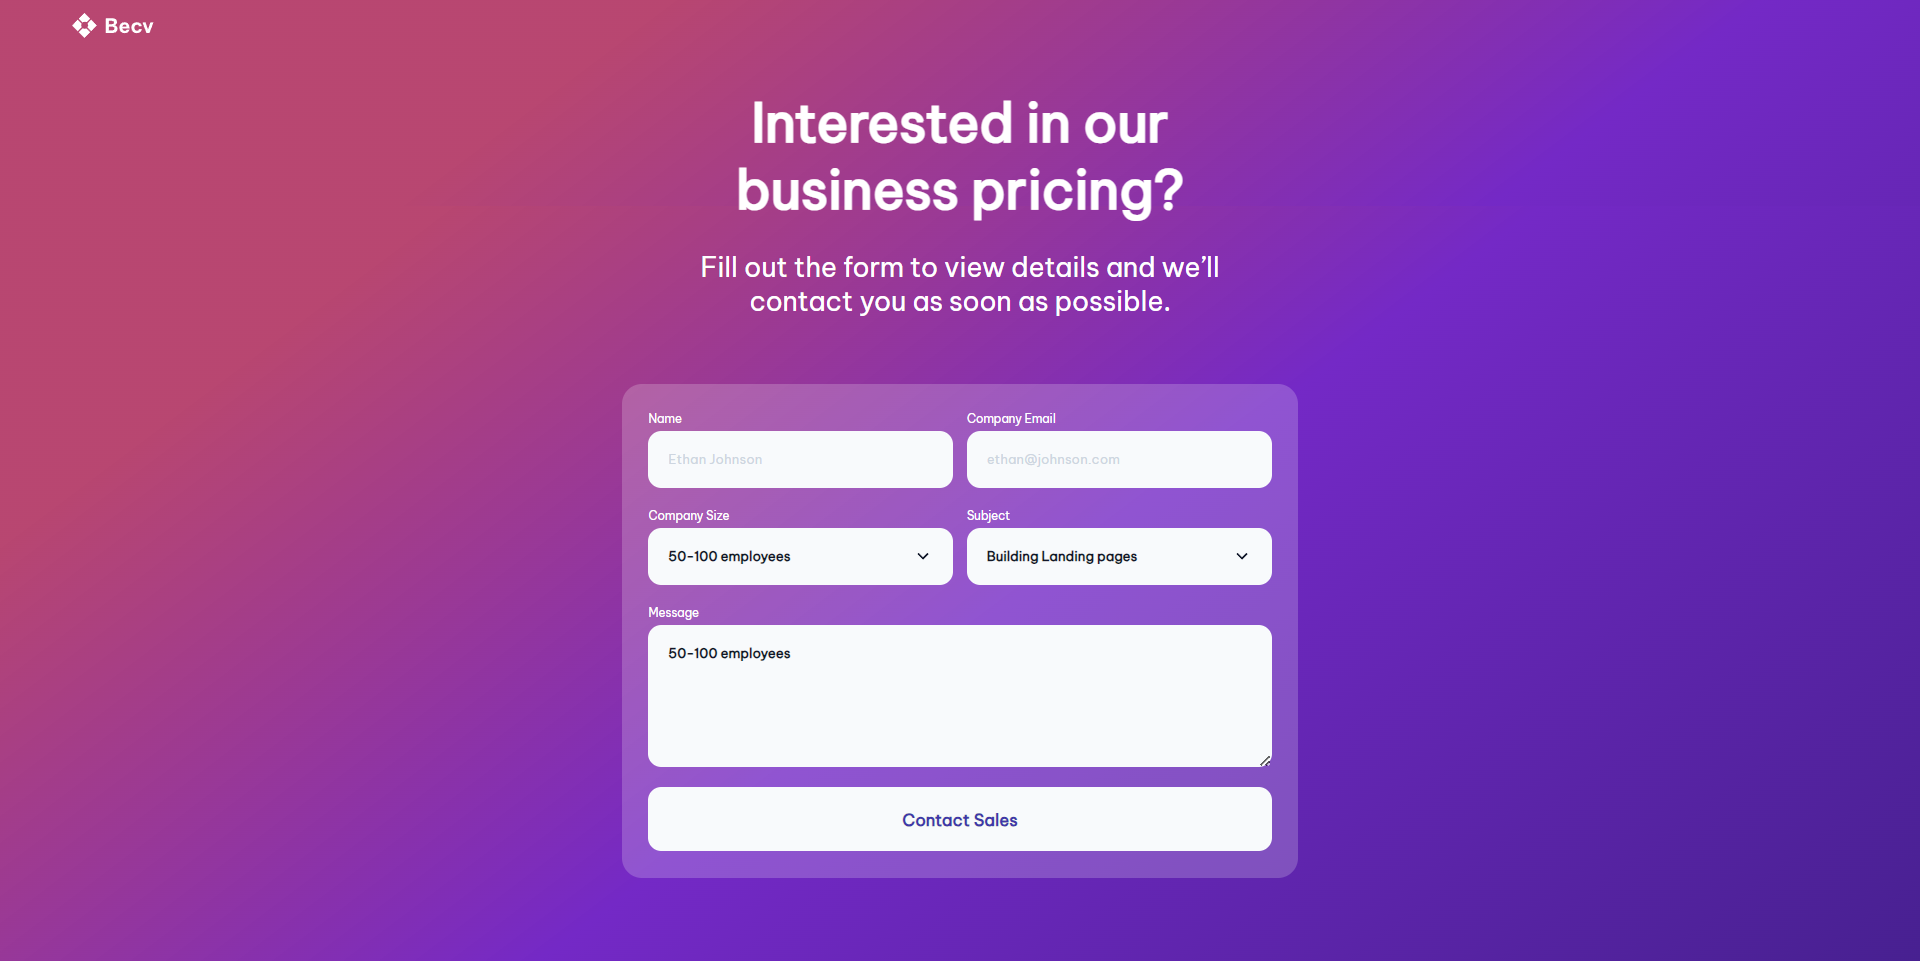 Becv
Interested in our
business pricing?
Fill out the form to view details and we’ll
contact you as soon as possible.
Name
Company Email
Ethan Johnson
ethan@johnson.com
Company Size
Subject
50-100 employees
Building Landing pages
Message
50-100 employees
Contact Sales